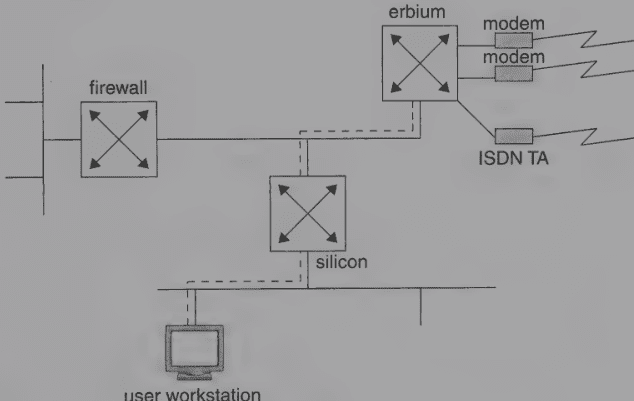 erbium
modem
modem
firewall
ISDN TA
silicon
user workstation